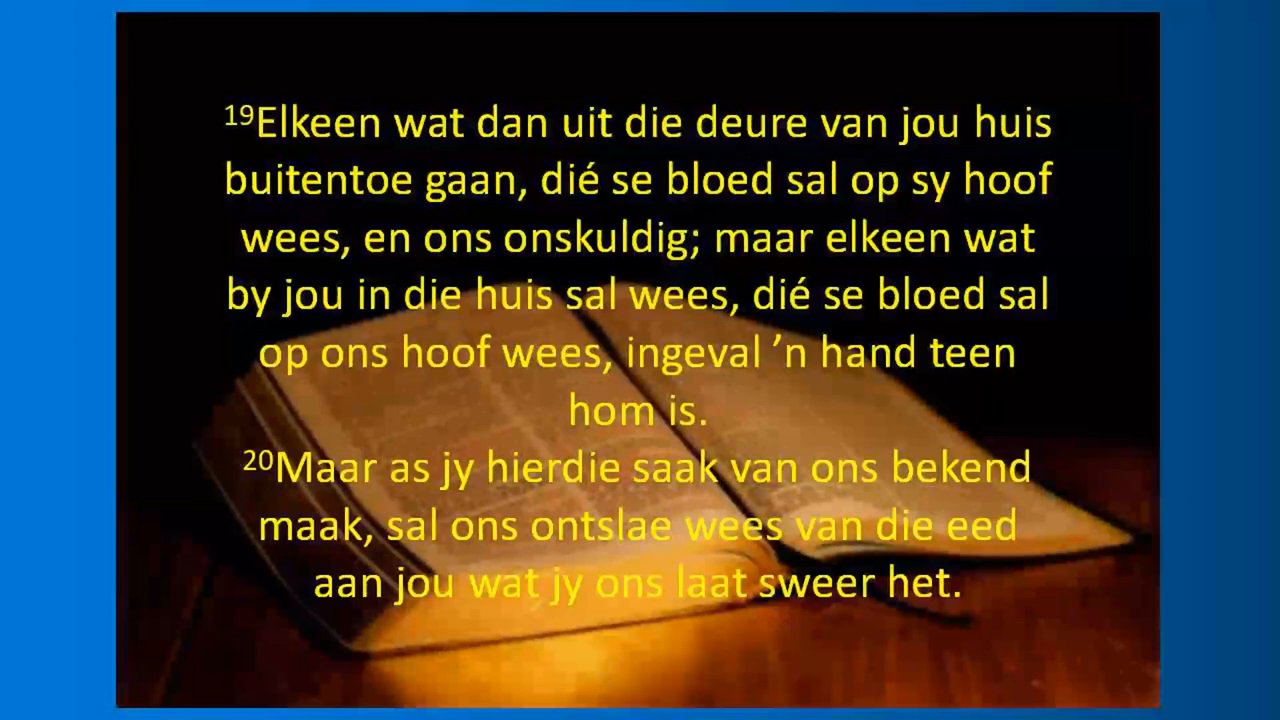 19Elkeen wat dan uit die deure van jou huis
buitentoe gaan, dié se bloed sal op sy hoof
wees, en ons onskuldig; maar elkeen wat
by jou in die huis sal wees, dié se bloed sal
op ons hoof wees, ingeval ’n hand teen
hom is.
20Maar as jy hierdie saak van ons bekend
maak, sal ons ontslae wees van die eed
aan jou wat jy ons laat sweer het.